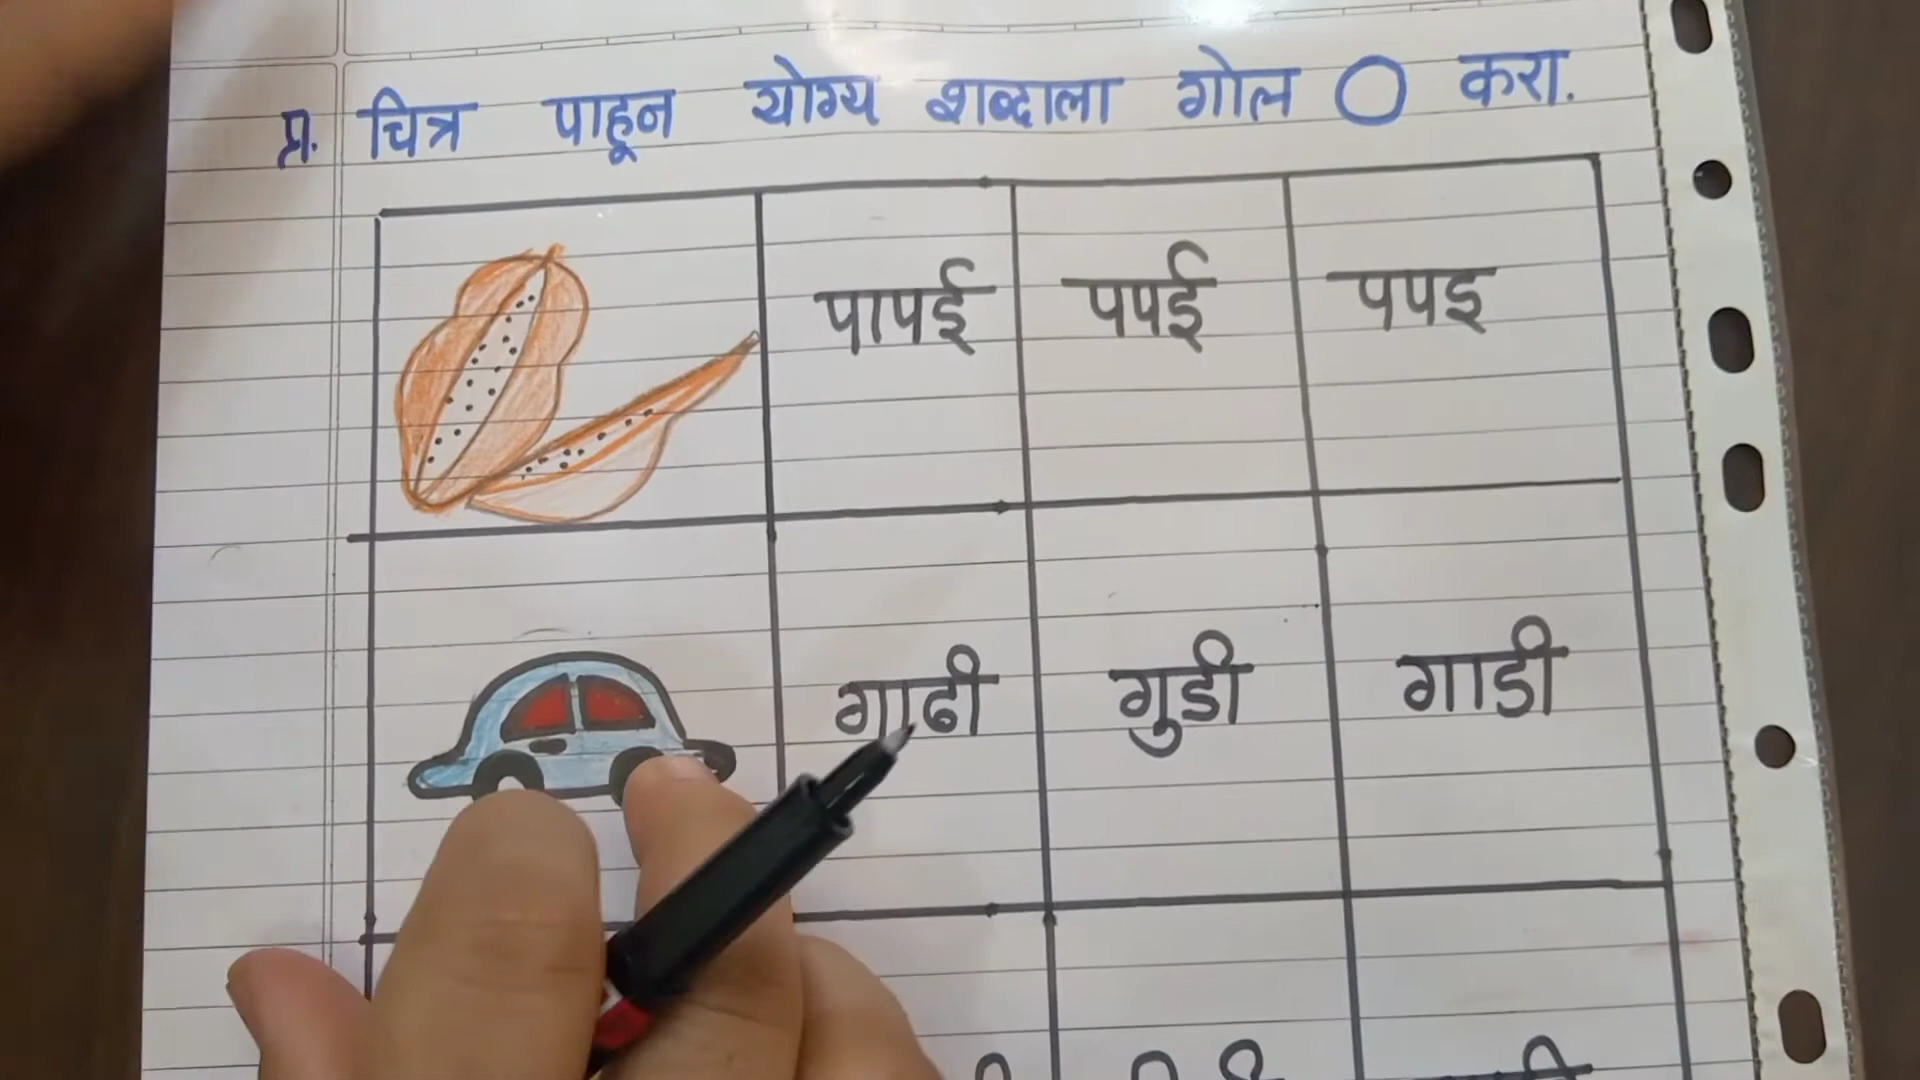 प्र. चित्र पाहून योग्य शब्दाला गोल ○ करा.
पापई पपई पपइ
गाढी गुडी गाडी